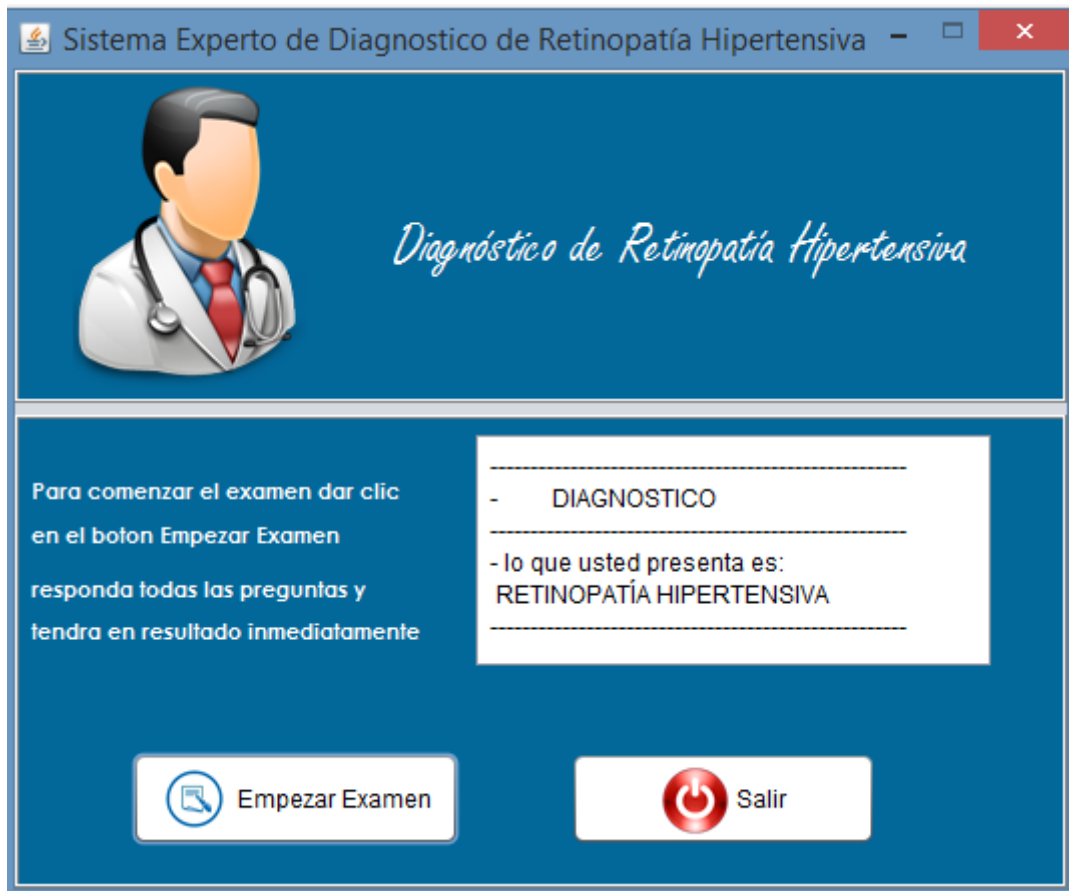 Sistema Experto de Diagnostico de Retinopatía Hipertensiva
Diagnóstico de Retinopatía Hipertensiva
Para comenzar el examen dar clic
en el boton Empezar Examen
responda todas las preguntas y
tendra en resultado inmediatamente
----------------------------------------------------
- DIAGNOSTICO
----------------------------------------------------
- lo que usted presenta es:
RETINOPATÍA HIPERTENSIVA
----------------------------------------------------
Empezar Examen
Salir